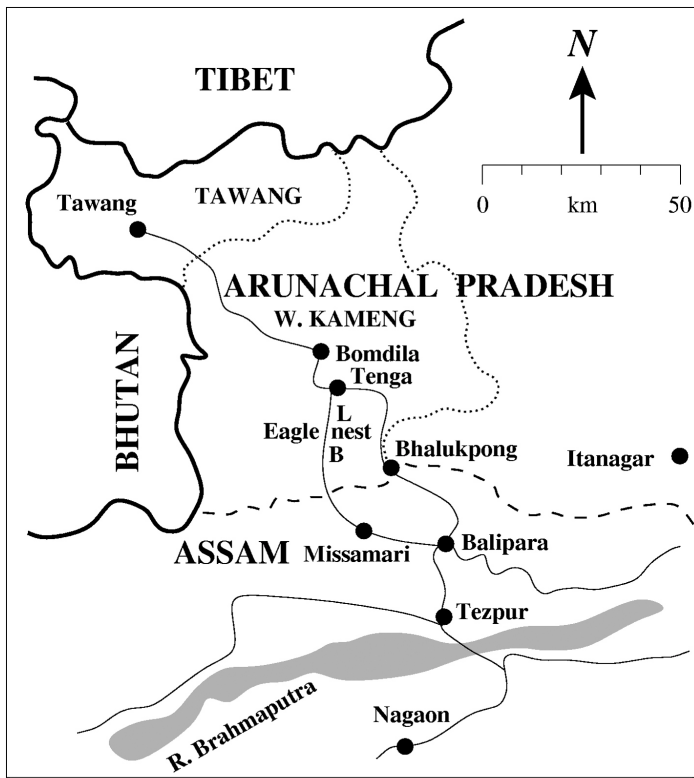 TIBET
N
0 km 50
TAWANG
Tawang
ARUNACHAL PRADESH
W. KAMENG
BHUTAN
Bomdila
Tenga
L
Eagle nest
B
Bhalukpong
Itanagar
ASSAM
Missamari
Balipara
Tezpur
R. Brahmaputra
Nagaon